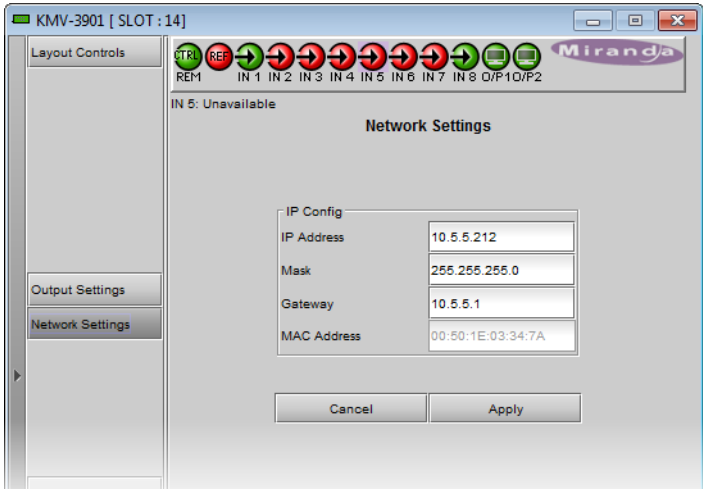 KMV-3901 [ SLOT : 14]
Layout Controls
CTRL REF
REM IN 1 IN 2 IN 3 IN 4 IN 5 IN 6 IN 7 IN 8 O/P1 O/P2
Miranda
IN 5: Unavailable
Network Settings
IP Config
IP Address 10.5.5.212
Mask 255.255.255.0
Gateway 10.5.5.1
MAC Address 00:50:1E:03:34:7A
Output Settings
Network Settings
Cancel Apply